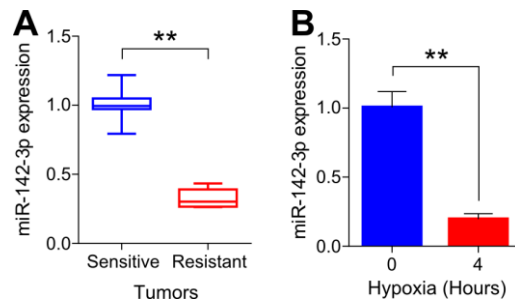 A
miR-142-3p expression
1.5
1.0
0.5
0.0
**
Sensitive Resistant
Tumors
B
miR-142-3p expression
1.5
1.0
0.5
0.0
**
0 4
Hypoxia (Hours)